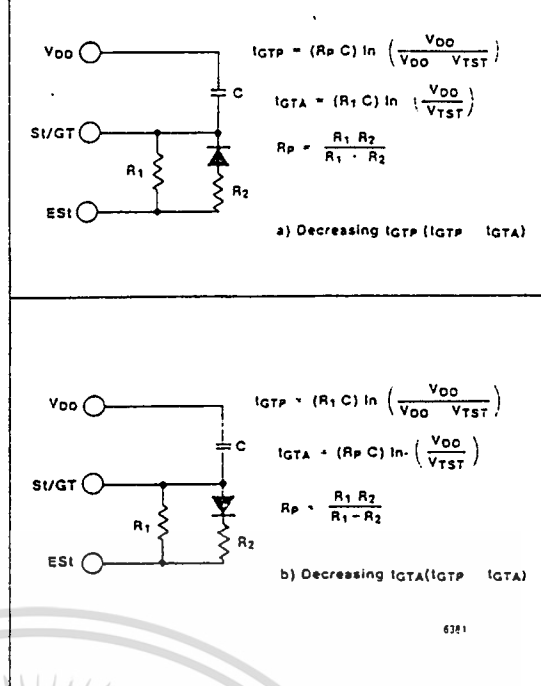 VDD
C
St/GT
R1
R2
ESt
tGTP = (RP C) ln ( VDD / VDD VTST )
tGTA = (R1 C) ln ( VDD / VTST )
RP = R1 R2 / R1 · R2
a) Decreasing tGTP (tGTP tGTA)
VDD
C
St/GT
R1
R2
ESt
tGTP = (R1 C) ln ( VDD / VDD VTST )
tGTA + (RP C) ln· ( VDD / VTST )
RP · R1 R2 / R1 - R2
b) Decreasing tGTA(tGTP tGTA)
6381